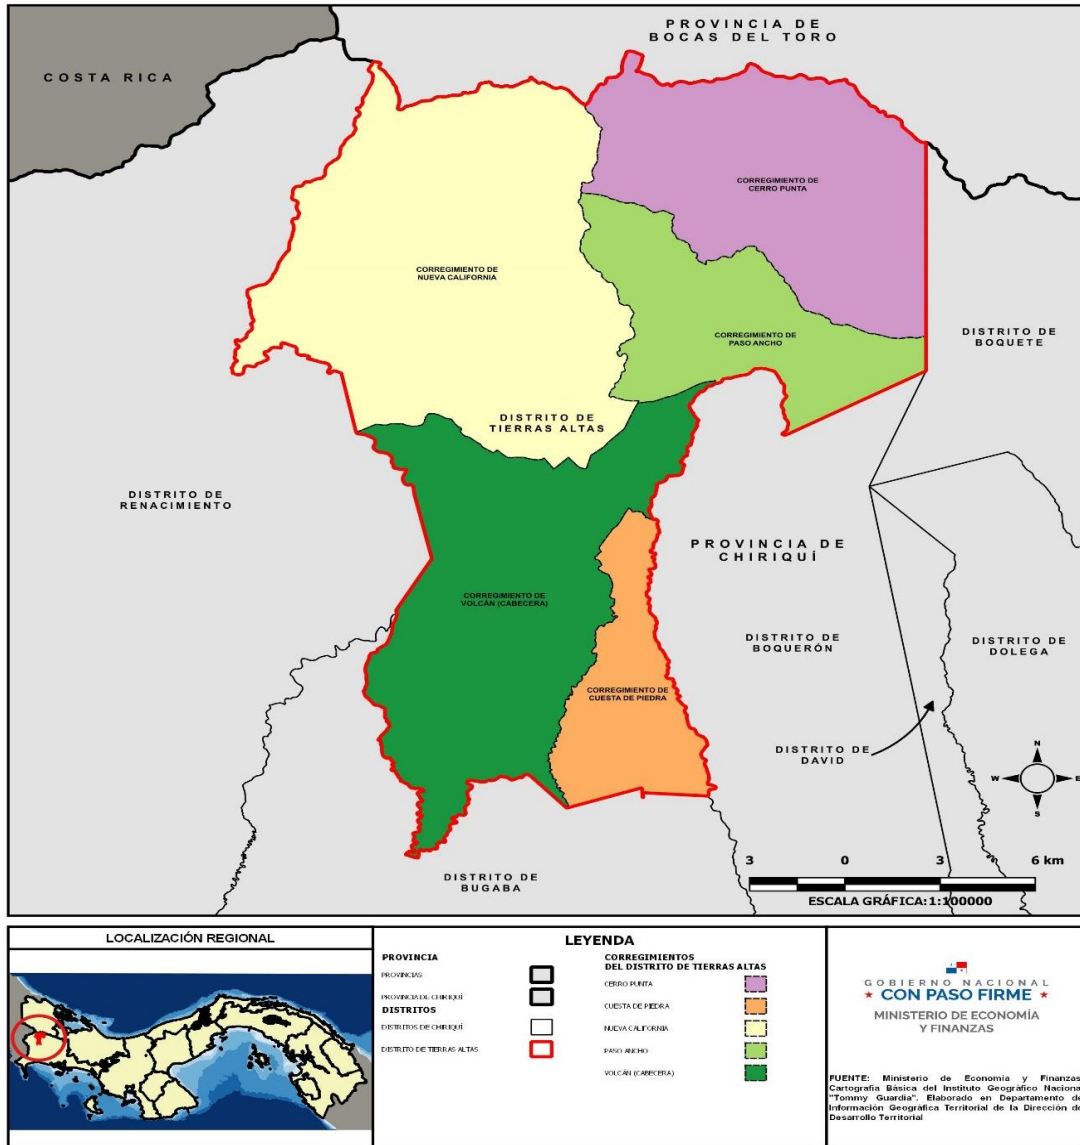 PROVINCIA DE
BOCAS DEL TORO
COSTA RICA
CORREGIMIENTO DE
CERRO PUNTA
CORREGIMIENTO DE
NUEVA CALIFORNIA
CORREGIMIENTO DE
PASO ANCHO
DISTRITO DE
BOQUETE
DISTRITO DE
TIERRAS ALTAS
DISTRITO DE
RENACIMIENTO
PROVINCIA DE
CHIRIQUÍ
CORREGIMIENTO DE
VOLCÁN (CABECERA)
DISTRITO DE
BOQUERÓN
DISTRITO DE
DOLEGA
CORREGIMIENTO DE
CUESTA DE PIEDRA
DISTRITO DE
DAVID
N
W E
S
DISTRITO DE
BUGABA
3 0 3 6 km
ESCALA GRÁFICA:1:100000
LOCALIZACIÓN REGIONAL
LEYENDA
PROVINCIA
PROVINCIAS
PROVINCIA DE CHIRIQUÍ
DISTRITOS
DISTRITOS DE CHIRIQUÍ
DISTRITO DE TIERRAS ALTAS
CORREGIMIENTOS
DEL DISTRITO DE TIERRAS ALTAS
CERRO PUNTA
CUESTA DE PIEDRA
NUEVA CALIFORNIA
PASO ANCHO
VOLCÁN (CABECERA)
GOBIERNO NACIONAL
CON PASO FIRME
MINISTERIO DE ECONOMÍA
Y FINANZAS
FUENTE: Ministerio de Economía y Finanzas
Cartografía Básica del Instituto Geográfico Naciona
"Tommy Guardia". Elaborado en Departamento de
Información Geográfica Territorial de la Dirección de
Desarrollo Territorial